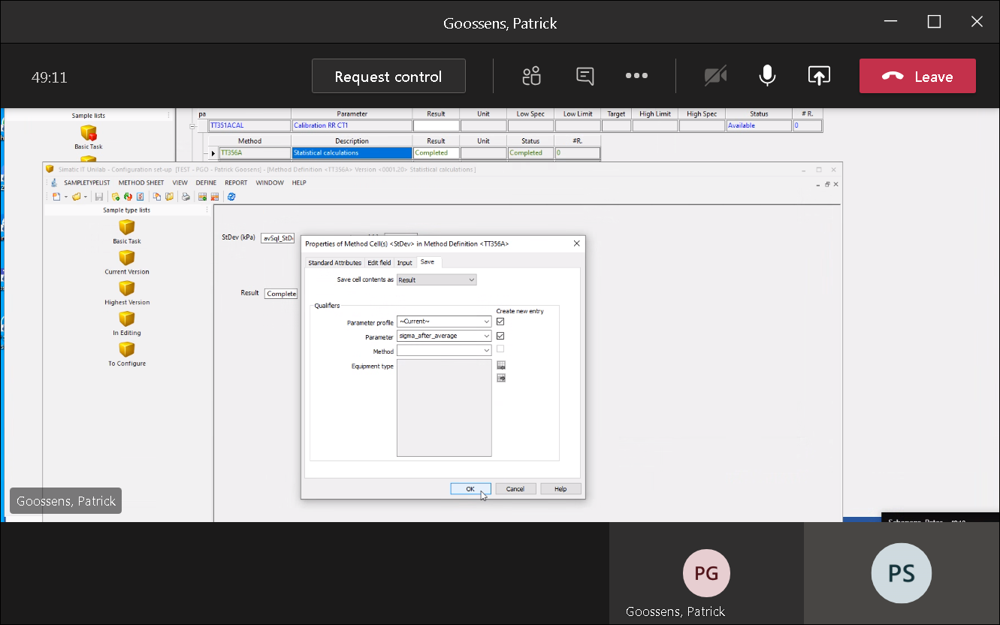 Goossens, Patrick
49:11
Request control
Leave
Sample lists
Basic Task
pa
Parameter
Result
Unit
Low Spec
Low Limit
Target
High Limit
High Spec
Status
# R.
TT351ACAL
Calibration RR CT1
Available
0
Method
Description
Result
Unit
Status
#R.
TT356A
Statistical calculations
Completed
Completed
0
Simatic IT Unilab - Configuration set-up [TEST - PGO - Patrick Goosens] - [Method Definition <TT356A> Version <0001.20> Statistical calculations]
SAMPLETYPELIST METHOD SHEET VIEW DEFINE REPORT WINDOW HELP
Sample type lists
Basic Task
Current Version
Highest Version
In Editing
To Configure
StDev (kPa)
avSql_StD
Result
Complete
Properties of Method Cell(s) <StDev> in Method Definition <TT356A>
Standard Attributes
Edit field
Input
Save
Save cell contents as
Result
Qualifiers
Create new entry
Parameter profile
~Current~
Parameter
sigma_after_average
Method
Equipment type
OK
Cancel
Help
Goossens, Patrick
PG
Goossens, Patrick
PS